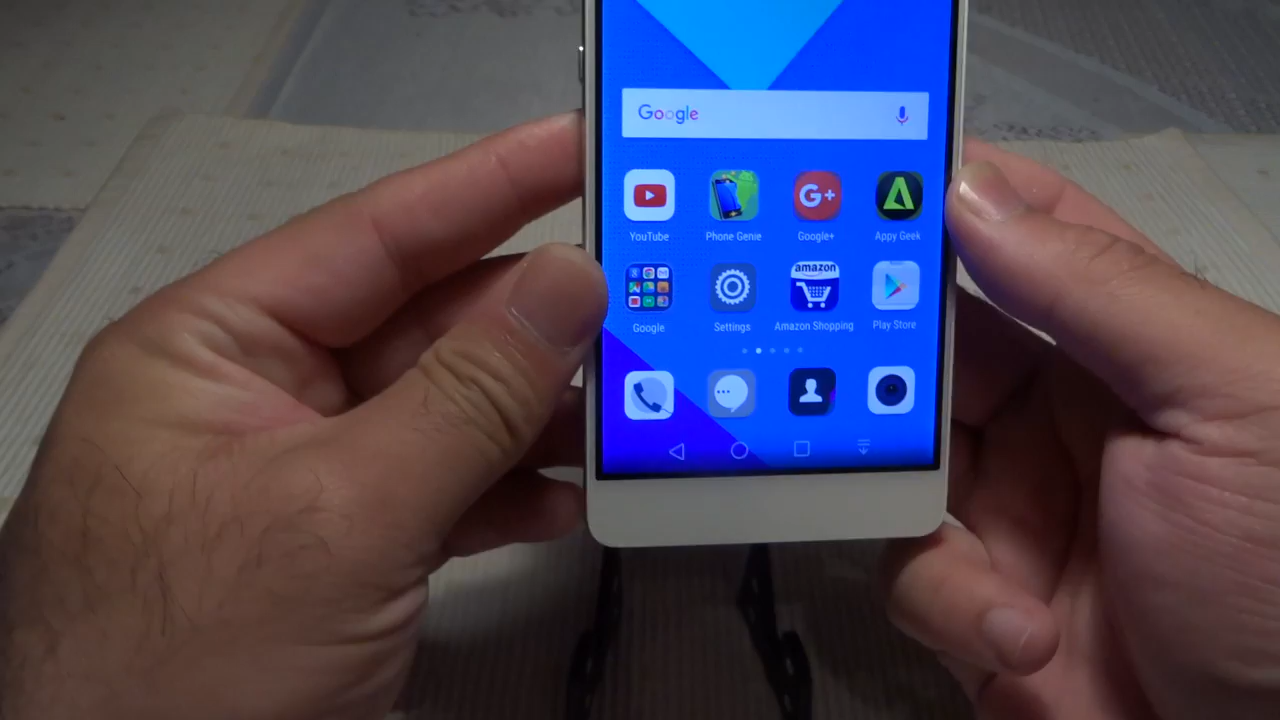 Google
YouTube
Phone Genie
G+
Google+
Appy Geek
amazon
Google
Settings
Amazon Shopping
Play Store